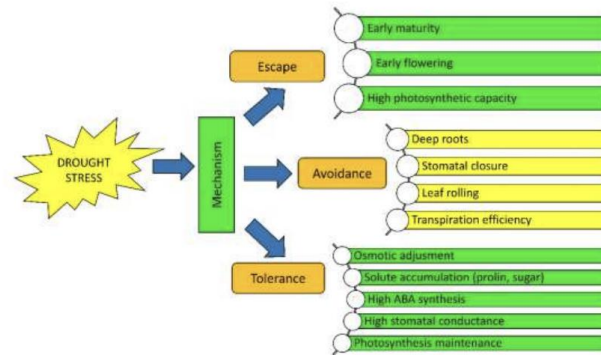 DROUGHT
STRESS
Mechanism
Escape
Early maturity
Early flowering
High photosynthetic capacity
Avoidance
Deep roots
Stomatal closure
Leaf rolling
Transpiration efficiency
Tolerance
Osmotic adjusment
Solute accumulation (prolin, sugar)
High ABA synthesis
High stomatal conductance
Photosynthesis maintenance